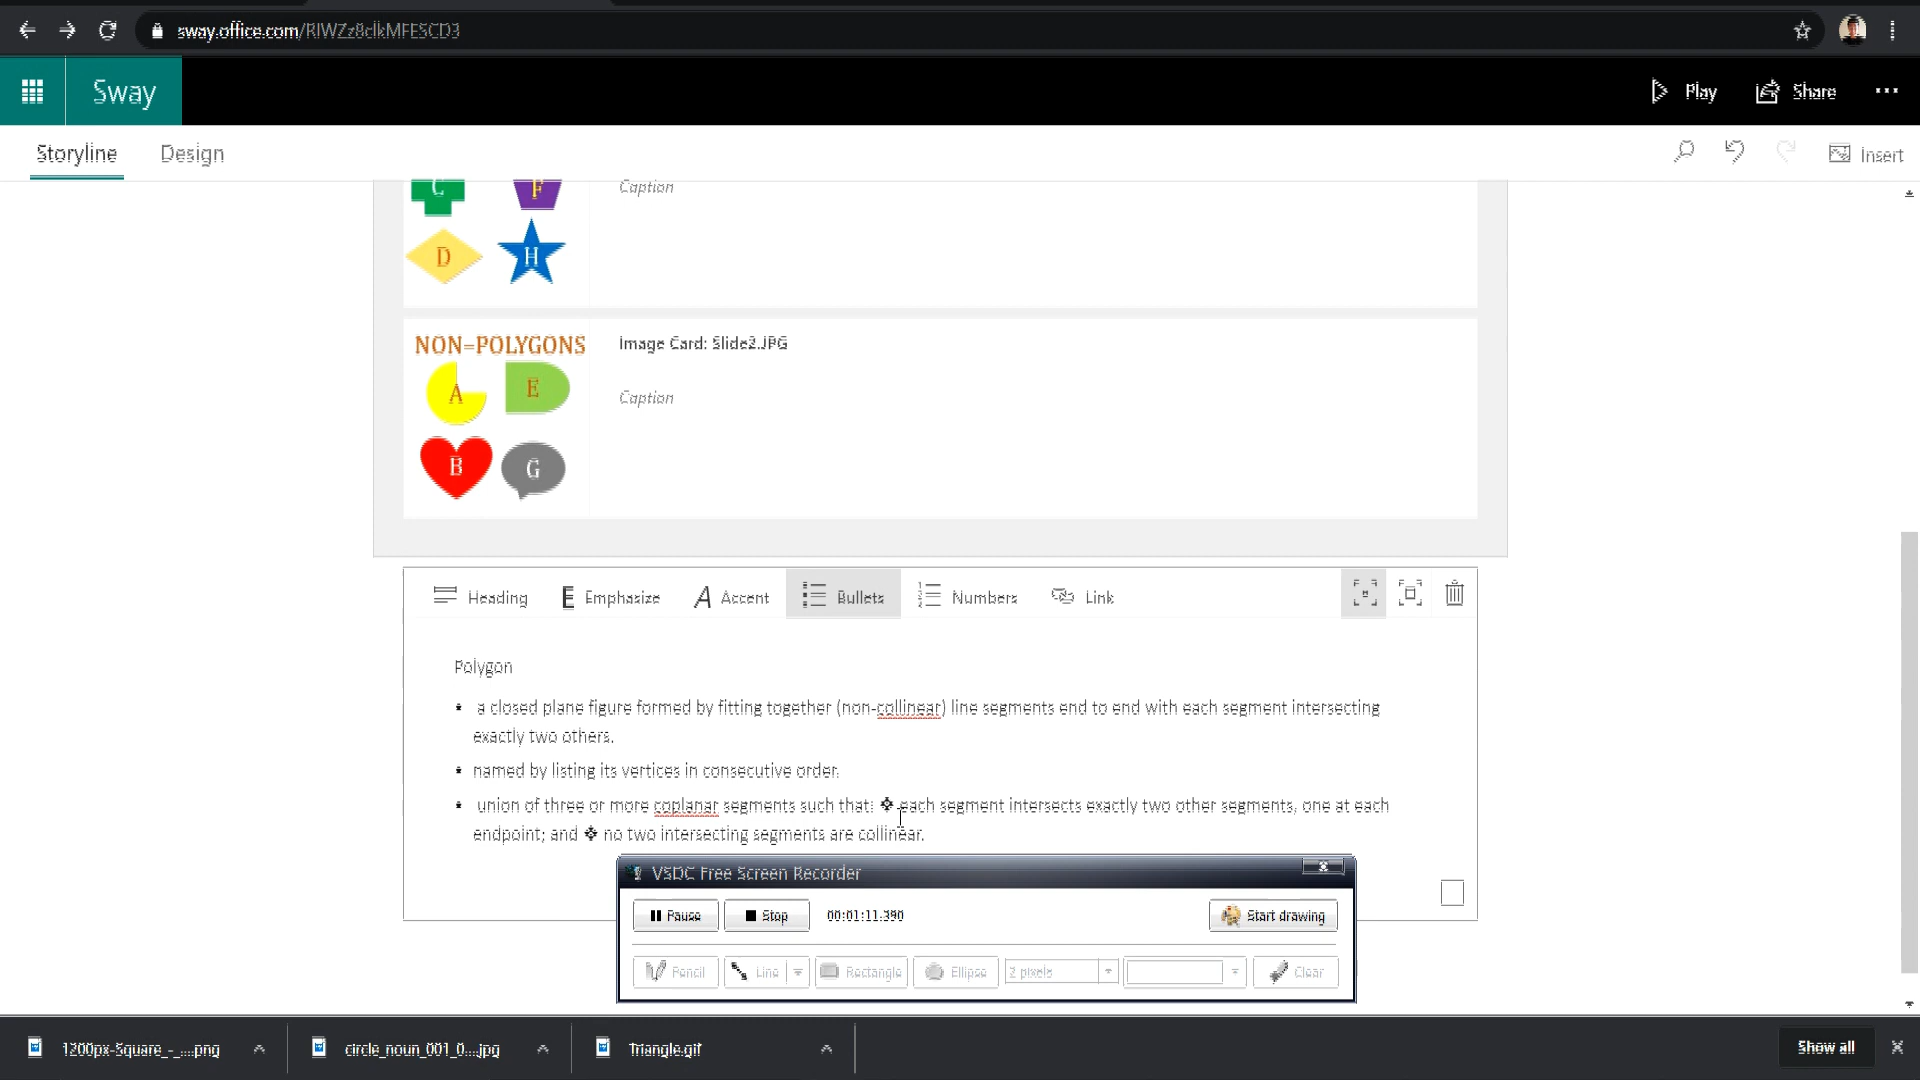 sway.office.com/RIWZz8clkMFESCD3
Sway
Play
Share
Storyline
Design
Insert
C
F
Caption
D
H
NON=POLYGONS
Image Card: Slide2.JPG
A
E
Caption
B
G
Heading
E Emphasize
A Accent
Bullets
Numbers
Link
Polygon
• a closed plane figure formed by fitting together (non-collinear) line segments end to end with each segment intersecting
exactly two others.
• named by listing its vertices in consecutive order.
• union of three or more coplanar segments such that: ❖ each segment intersects exactly two other segments, one at each
endpoint; and ❖ no two intersecting segments are collinear.
VSDC Free Screen Recorder
Pause
Stop
00:01:11.390
Start drawing
Pencil
Line
Rectangle
Ellipse
2 pixels
Clear
1200px-Square_-_....png
circle_noun_001_0....jpg
Triangle.gif
Show all